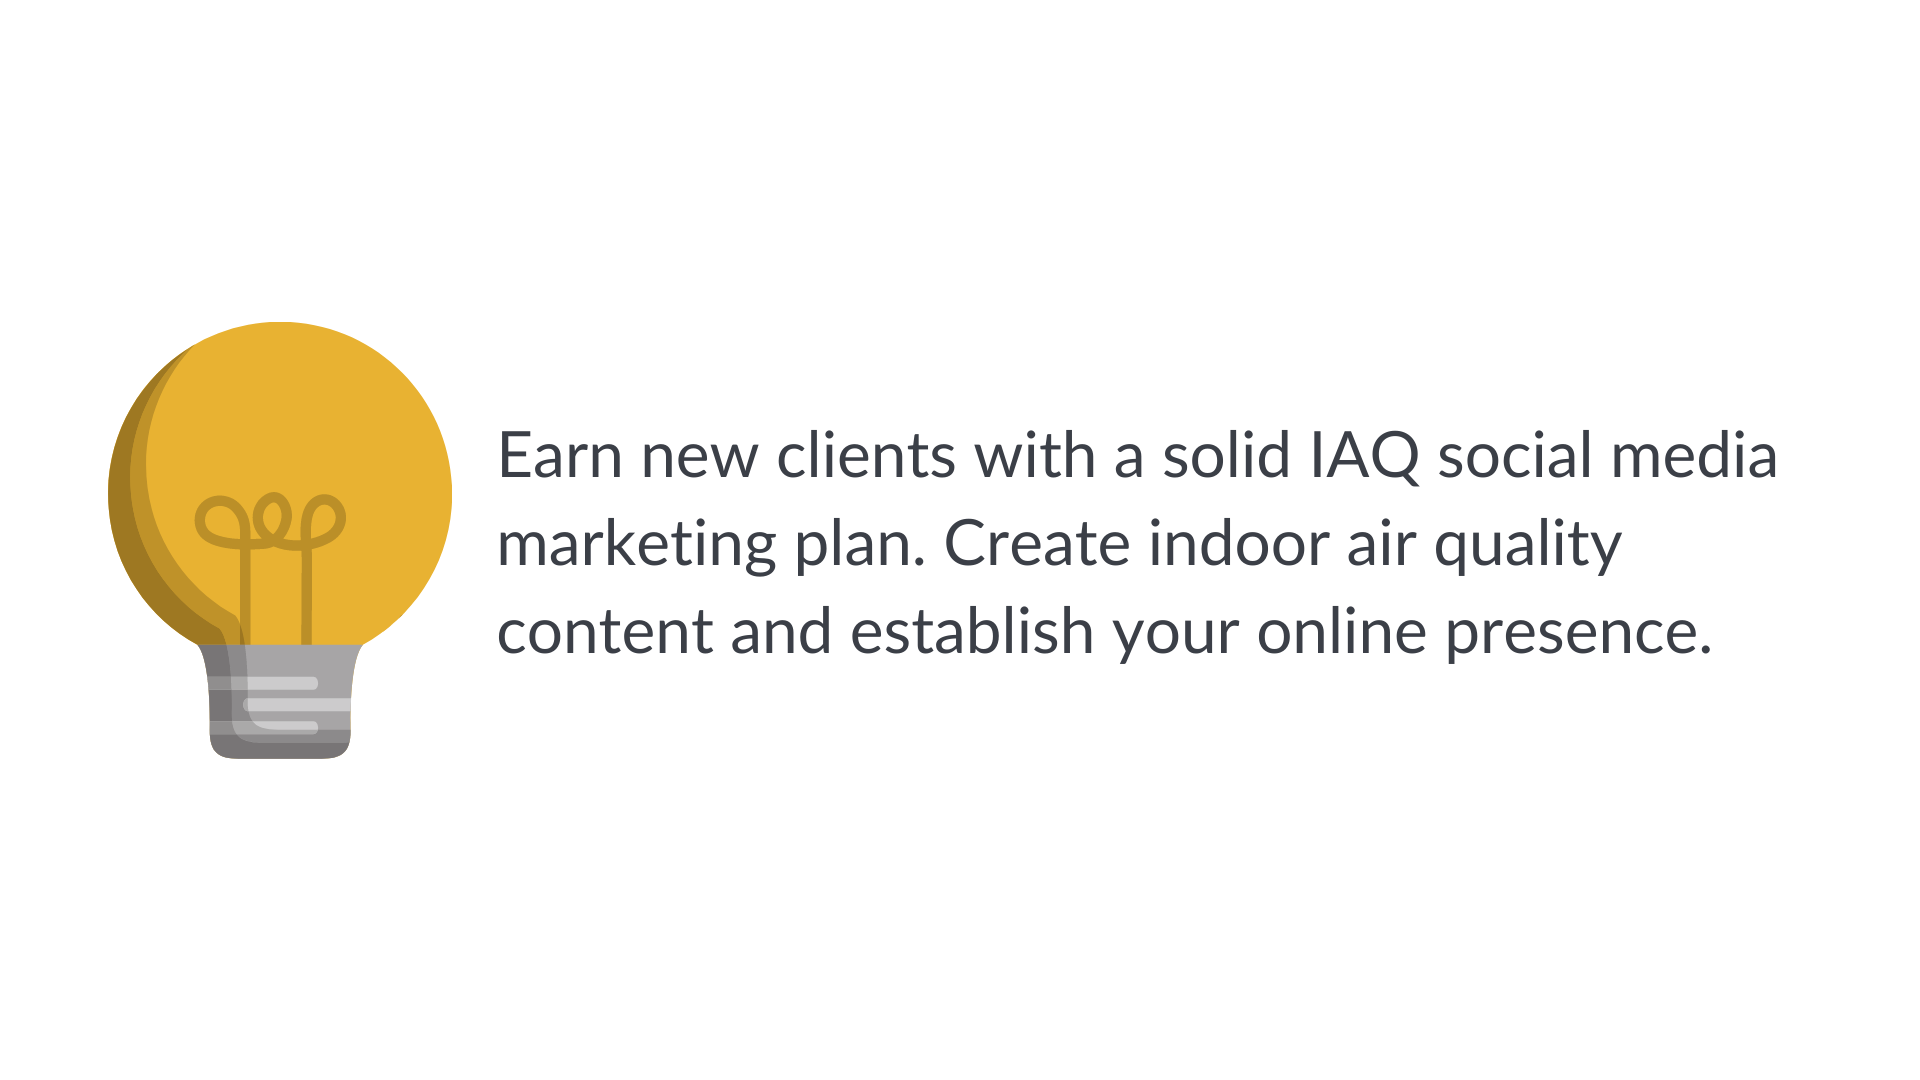 Earn new clients with a solid IAQ social media
marketing plan. Create indoor air quality
content and establish your online presence.